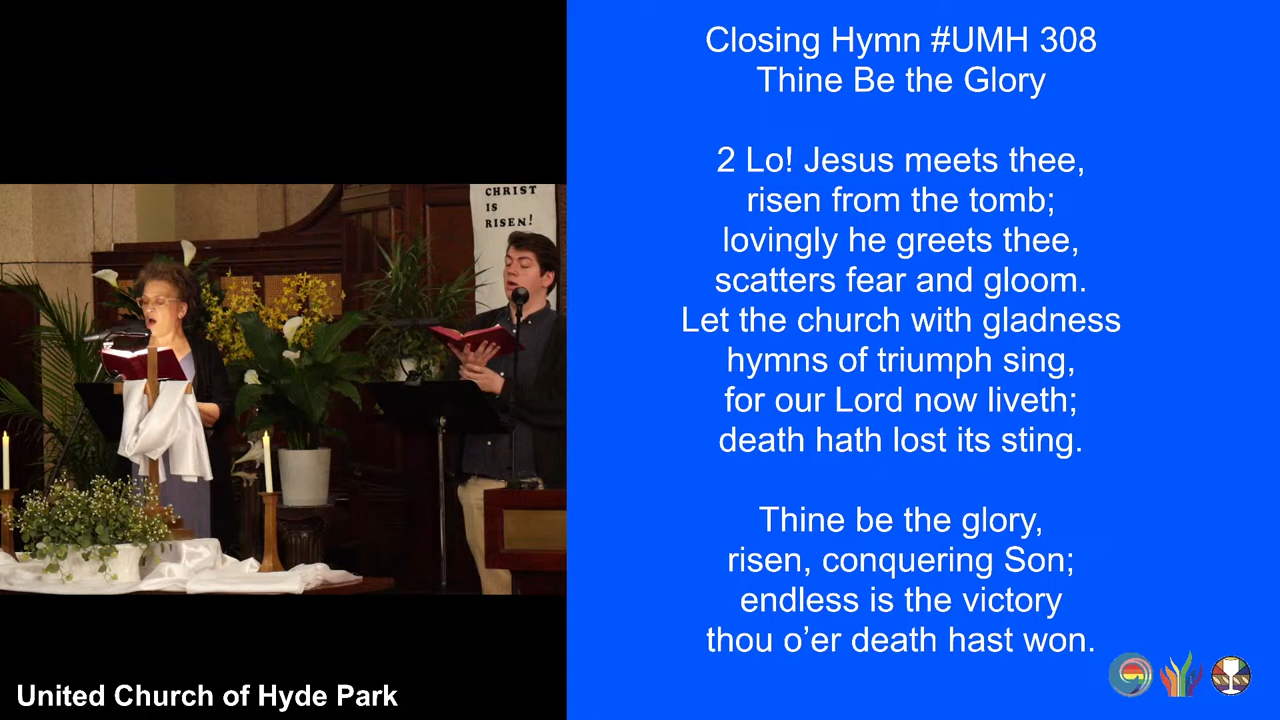 Closing Hymn #UMH 308
Thine Be the Glory
2 Lo! Jesus meets thee,
risen from the tomb;
lovingly he greets thee,
scatters fear and gloom.
Let the church with gladness
hymns of triumph sing,
for our Lord now liveth;
death hath lost its sting.
Thine be the glory,
risen, conquering Son;
endless is the victory
thou o’er death hast won.
CHRIST
IS
RISEN!
United Church of Hyde Park